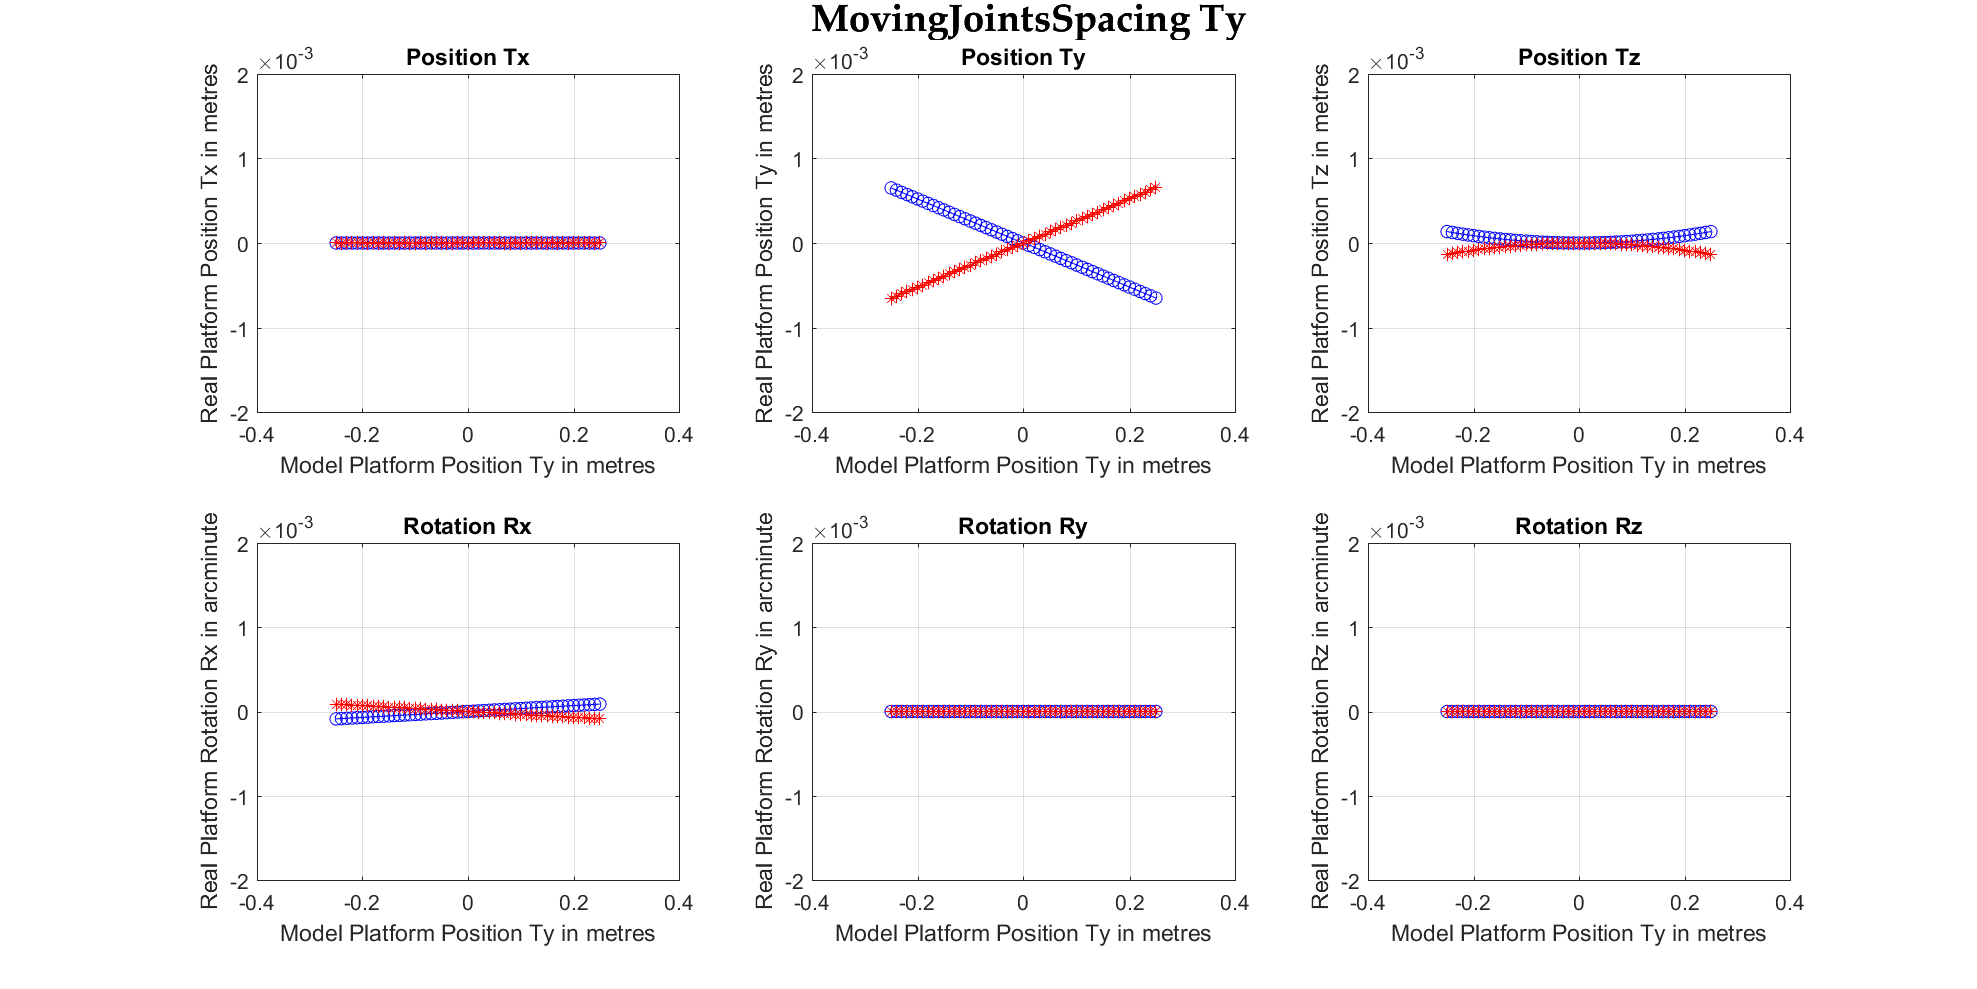 MovingJointsSpacing Ty
Position Tx
×10⁻³
Real Platform Position Tx in metres
2
1
0
-1
-2
-0.4 -0.2 0 0.2 0.4
Model Platform Position Ty in metres
Position Ty
×10⁻³
Real Platform Position Ty in metres
2
1
0
-1
-2
-0.4 -0.2 0 0.2 0.4
Model Platform Position Ty in metres
Position Tz
×10⁻³
Real Platform Position Tz in metres
2
1
0
-1
-2
-0.4 -0.2 0 0.2 0.4
Model Platform Position Ty in metres
Rotation Rx
×10⁻³
Real Platform Rotation Rx in arcminute
2
1
0
-1
-2
-0.4 -0.2 0 0.2 0.4
Model Platform Position Ty in metres
Rotation Ry
×10⁻³
Real Platform Rotation Ry in arcminute
2
1
0
-1
-2
-0.4 -0.2 0 0.2 0.4
Model Platform Position Ty in metres
Rotation Rz
×10⁻³
Real Platform Rotation Rz in arcminute
2
1
0
-1
-2
-0.4 -0.2 0 0.2 0.4
Model Platform Position Ty in metres